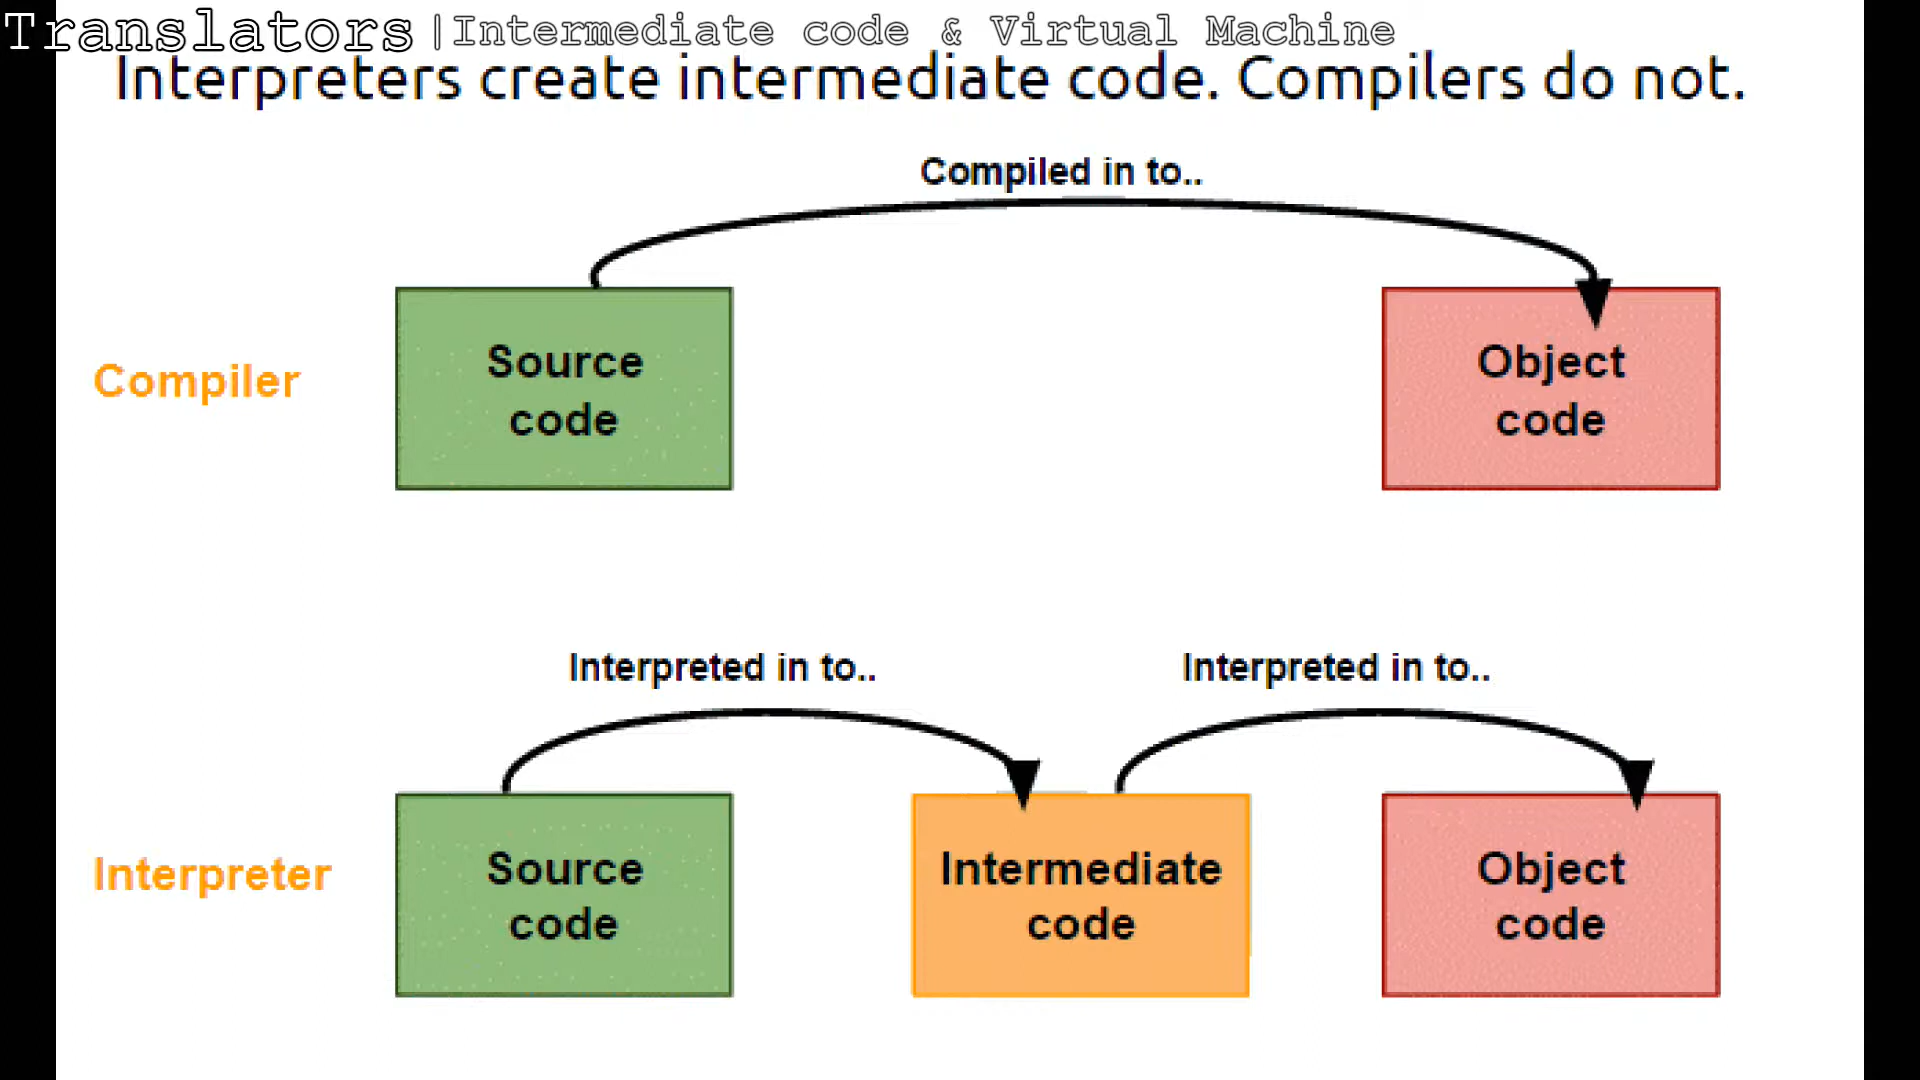 Translators|Intermediate code & Virtual Machine
Interpreters create intermediate code. Compilers do not.
Compiled in to..
Compiler
Source
code
Object
code
Interpreted in to..
Interpreted in to..
Interpreter
Source
code
Intermediate
code
Object
code